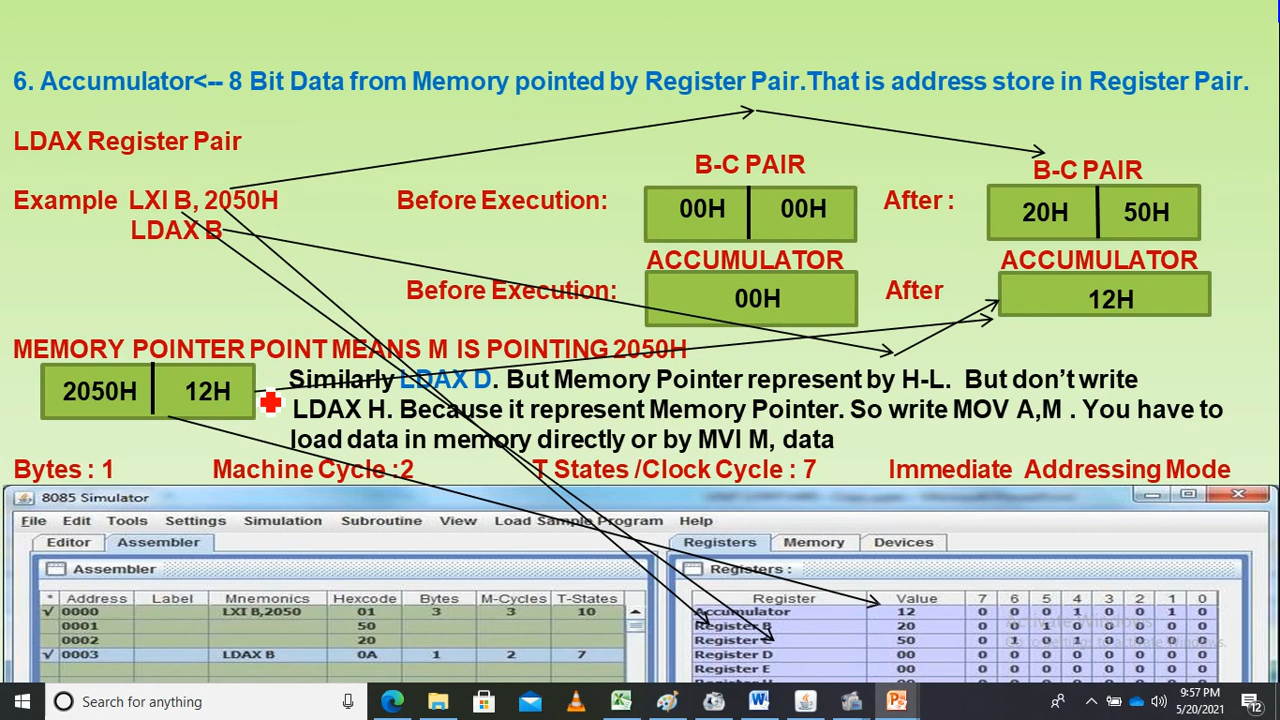 6. Accumulator<-- 8 Bit Data from Memory pointed by Register Pair.That is address store in Register Pair.
LDAX Register Pair
B-C PAIR B-C PAIR
Example LXI B, 2050H Before Execution: 00H 00H After : 20H 50H
LDAX B
ACCUMULATOR ACCUMULATOR
Before Execution: 00H After 12H
MEMORY POINTER POINT MEANS M IS POINTING 2050H
2050H 12H
Similarly LDAX D. But Memory Pointer represent by H-L. But don't write
LDAX H. Because it represent Memory Pointer. So write MOV A,M . You have to
load data in memory directly or by MVI M, data
Bytes : 1 Machine Cycle :2 T States /Clock Cycle : 7 Immediate Addressing Mode
8085 Simulator
File Edit Tools Settings Simulation Subroutine View Load Sample Program Help
Editor Assembler Registers Memory Devices
Assembler Registers :
* Address Label Mnemonics Hexcode Bytes M-Cycles T-States Register Value 7 6 5 4 3 2 1 0
√ 0000 LXI B,2050 01 3 3 10 Accumulator 12 0 0 0 1 0 0 1 0
0001 50 Register B 20 0 0 1 0 0 0 0 0
0002 20 Register C 50 0 1 0 1 0 0 0 0
√ 0003 LDAX B 0A 1 2 7 Register D 00 0 0 0 0 0 0 0 0
Register E 00 0 0 0 0 0 0 0 0
Activate Windows
Search for anything
9:57 PM
5/20/2021
12